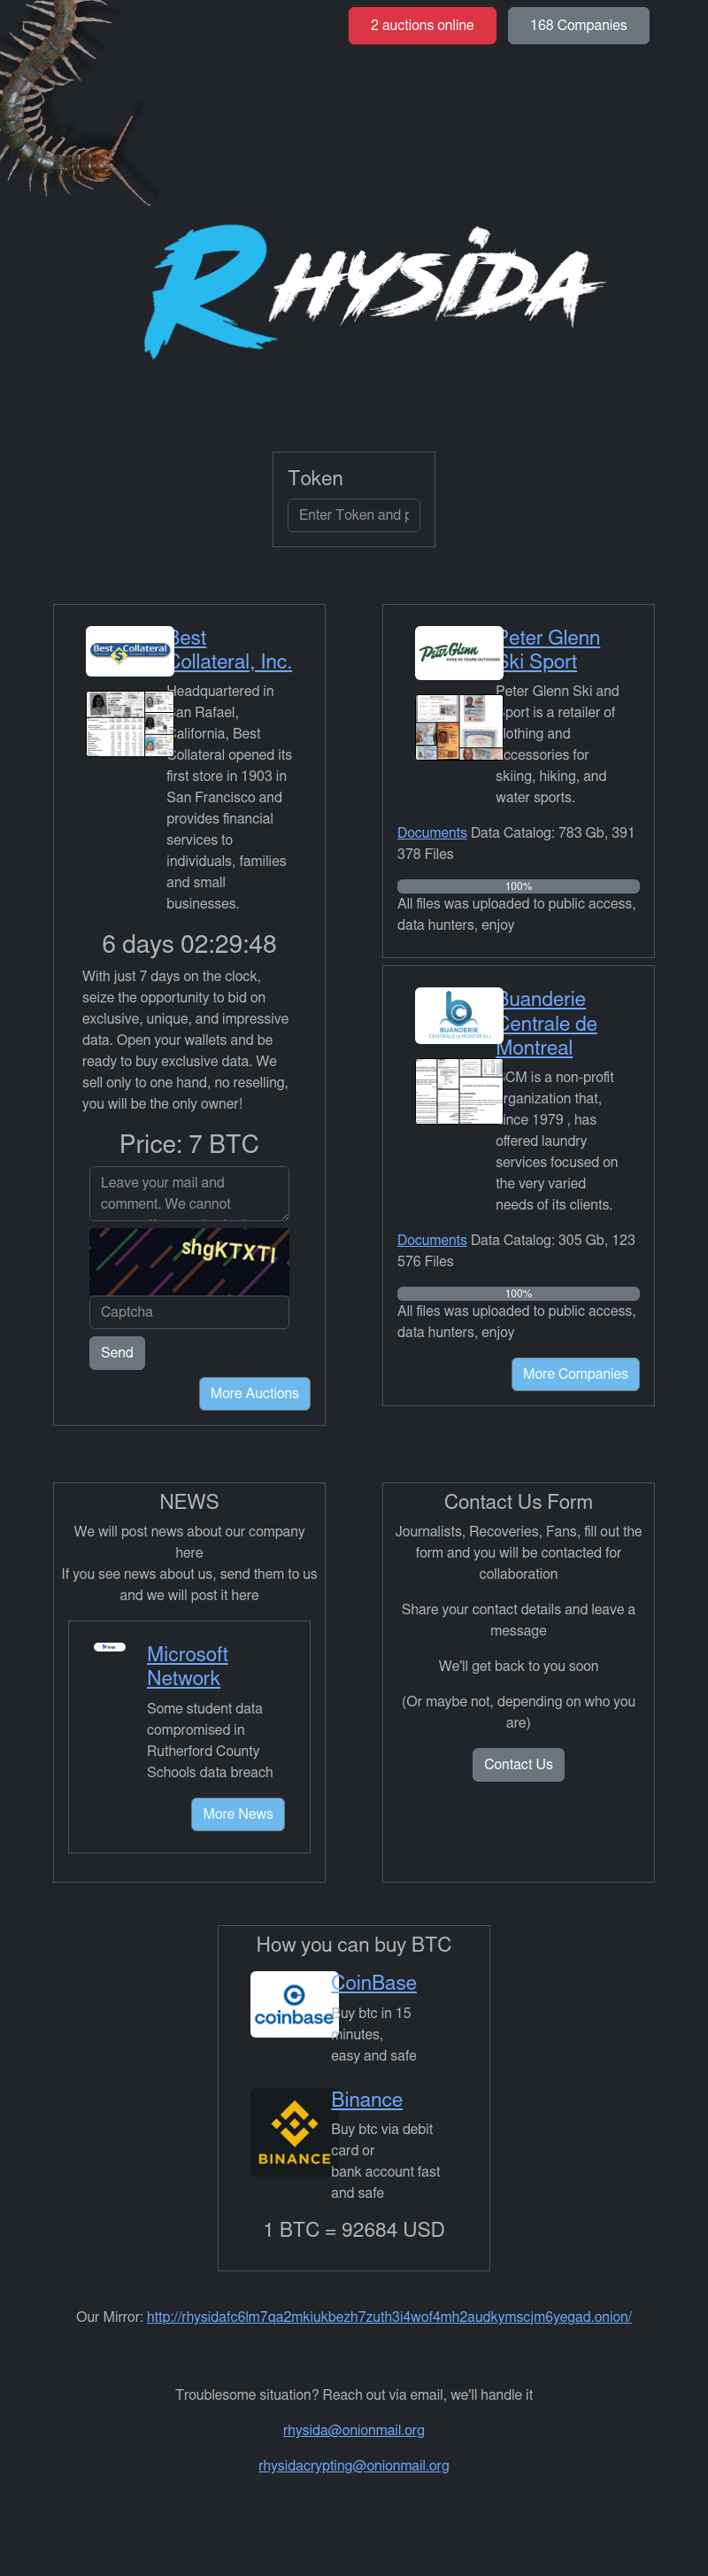 2 auctions online
168 Companies
RHYSIDA
Token
Enter Token and p
Best Collateral
Best
Collateral, Inc.
Headquartered in
San Rafael,
California, Best
Collateral opened its
first store in 1903 in
San Francisco and
provides financial
services to
individuals, families
and small
businesses.
6 days 02:29:48
With just 7 days on the clock,
seize the opportunity to bid on
exclusive, unique, and impressive
data. Open your wallets and be
ready to buy exclusive data. We
sell only to one hand, no reselling,
you will be the only owner!
Price: 7 BTC
Leave your mail and
comment. We cannot
shgKTXTI
Captcha
Send
More Auctions
Peter Glenn
OVER 65 YEARS OUTDOORS
Peter Glenn
Ski Sport
Peter Glenn Ski and
Sport is a retailer of
clothing and
accessories for
skiing, hiking, and
water sports.
Documents Data Catalog: 783 Gb, 391
378 Files
100%
All files was uploaded to public access,
data hunters, enjoy
BUANDERIE
CENTRALE DE MONTRÉAL
Buanderie
Centrale de
Montreal
BCM is a non-profit
organization that,
since 1979 , has
offered laundry
services focused on
the very varied
needs of its clients.
Documents Data Catalog: 305 Gb, 123
576 Files
100%
All files was uploaded to public access,
data hunters, enjoy
More Companies
NEWS
We will post news about our company
here
If you see news about us, send them to us
and we will post it here
Microsoft
Network
Some student data
compromised in
Rutherford County
Schools data breach
More News
Contact Us Form
Journalists, Recoveries, Fans, fill out the
form and you will be contacted for
collaboration
Share your contact details and leave a
message
We'll get back to you soon
(Or maybe not, depending on who you
are)
Contact Us
How you can buy BTC
coinbase
CoinBase
Buy btc in 15
minutes,
easy and safe
BINANCE
Binance
Buy btc via debit
card or
bank account fast
and safe
1 BTC = 92684 USD
Our Mirror: http://rhysidafc6lm7qa2mkiukbezh7zuth3i4wof4mh2audkymscjm6yegad.onion/
Troublesome situation? Reach out via email, we'll handle it
rhysida@onionmail.org
rhysidacrypting@onionmail.org